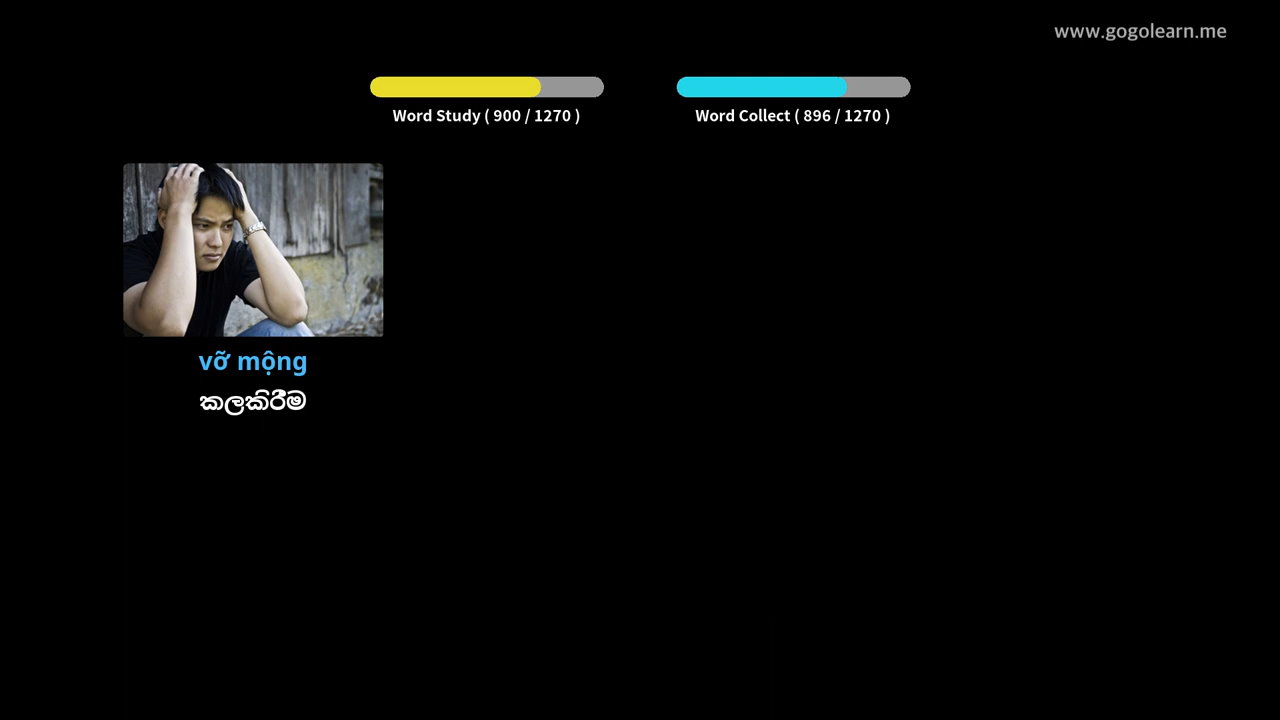 www.gogolearn.me
Word Study ( 900 / 1270 )
Word Collect ( 896 / 1270 )
vỡ mộng
කලකිරීම